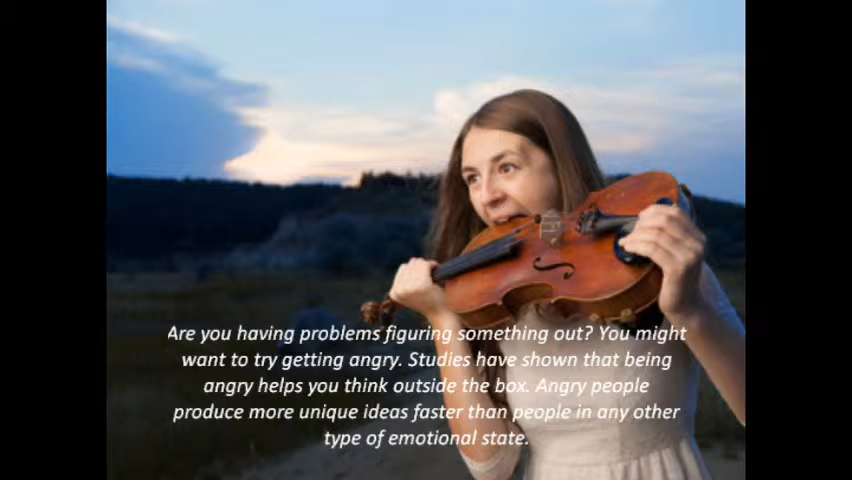 Are you having problems figuring something out? You might
want to try getting angry. Studies have shown that being
angry helps you think outside the box. Angry people
produce more unique ideas faster than people in any other
type of emotional state.